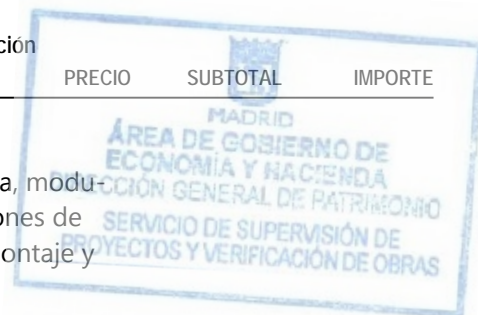 ción
PRECIO SUBTOTAL IMPORTE
MADRID
ÁREA DE GOBIERNO DE
ECONOMÍA Y HACIENDA
DIRECCIÓN GENERAL DE PATRIMONIO
SERVICIO DE SUPERVISIÓN DE
PROYECTOS Y VERIFICACIÓN DE OBRAS
a, modu-
ones de
ontaje y